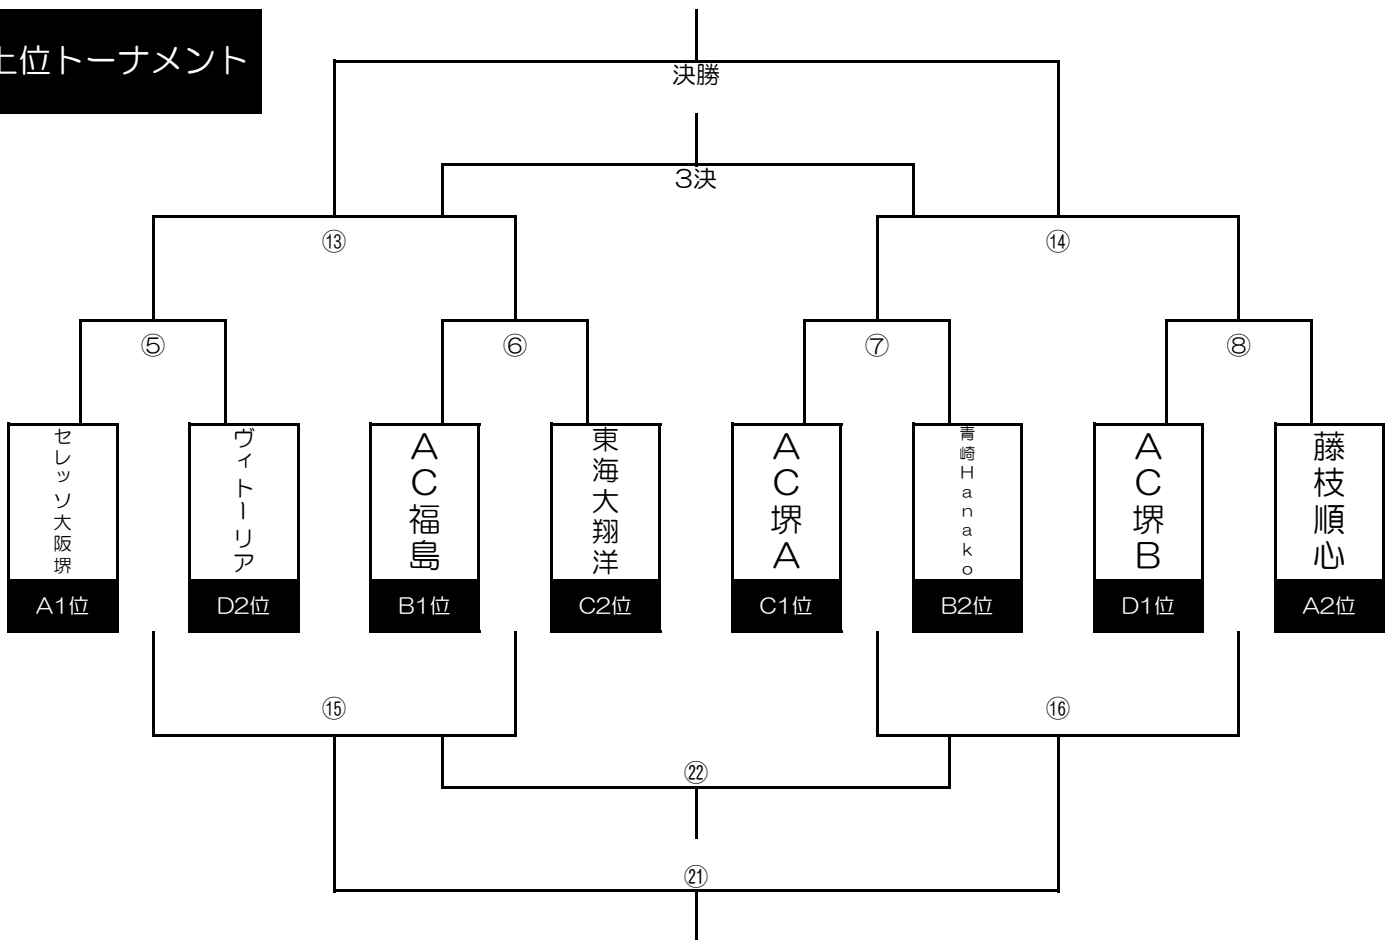 上位トーナメント
決勝
3決
⑬
⑭
⑤
⑥
⑦
⑧
セレッソ大阪堺
ヴィトーリア
AC福島
東海大翔洋
AC堺A
青崎Hanako
AC堺B
藤枝順心
A1位
D2位
B1位
C2位
C1位
B2位
D1位
A2位
⑮
⑯
㉒
㉑